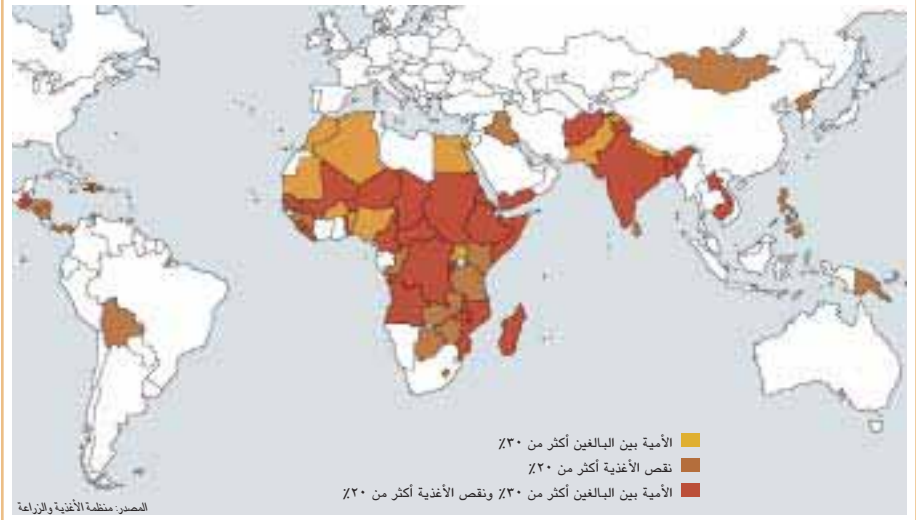 الأمية بين البالغين أكثر من ٣٠٪
نقص الأغذية أكثر من ٢٠٪
الأمية بين البالغين أكثر من ٣٠٪ ونقص الأغذية أكثر من ٢٠٪
المصدر: منظمة الأغذية والزراعة